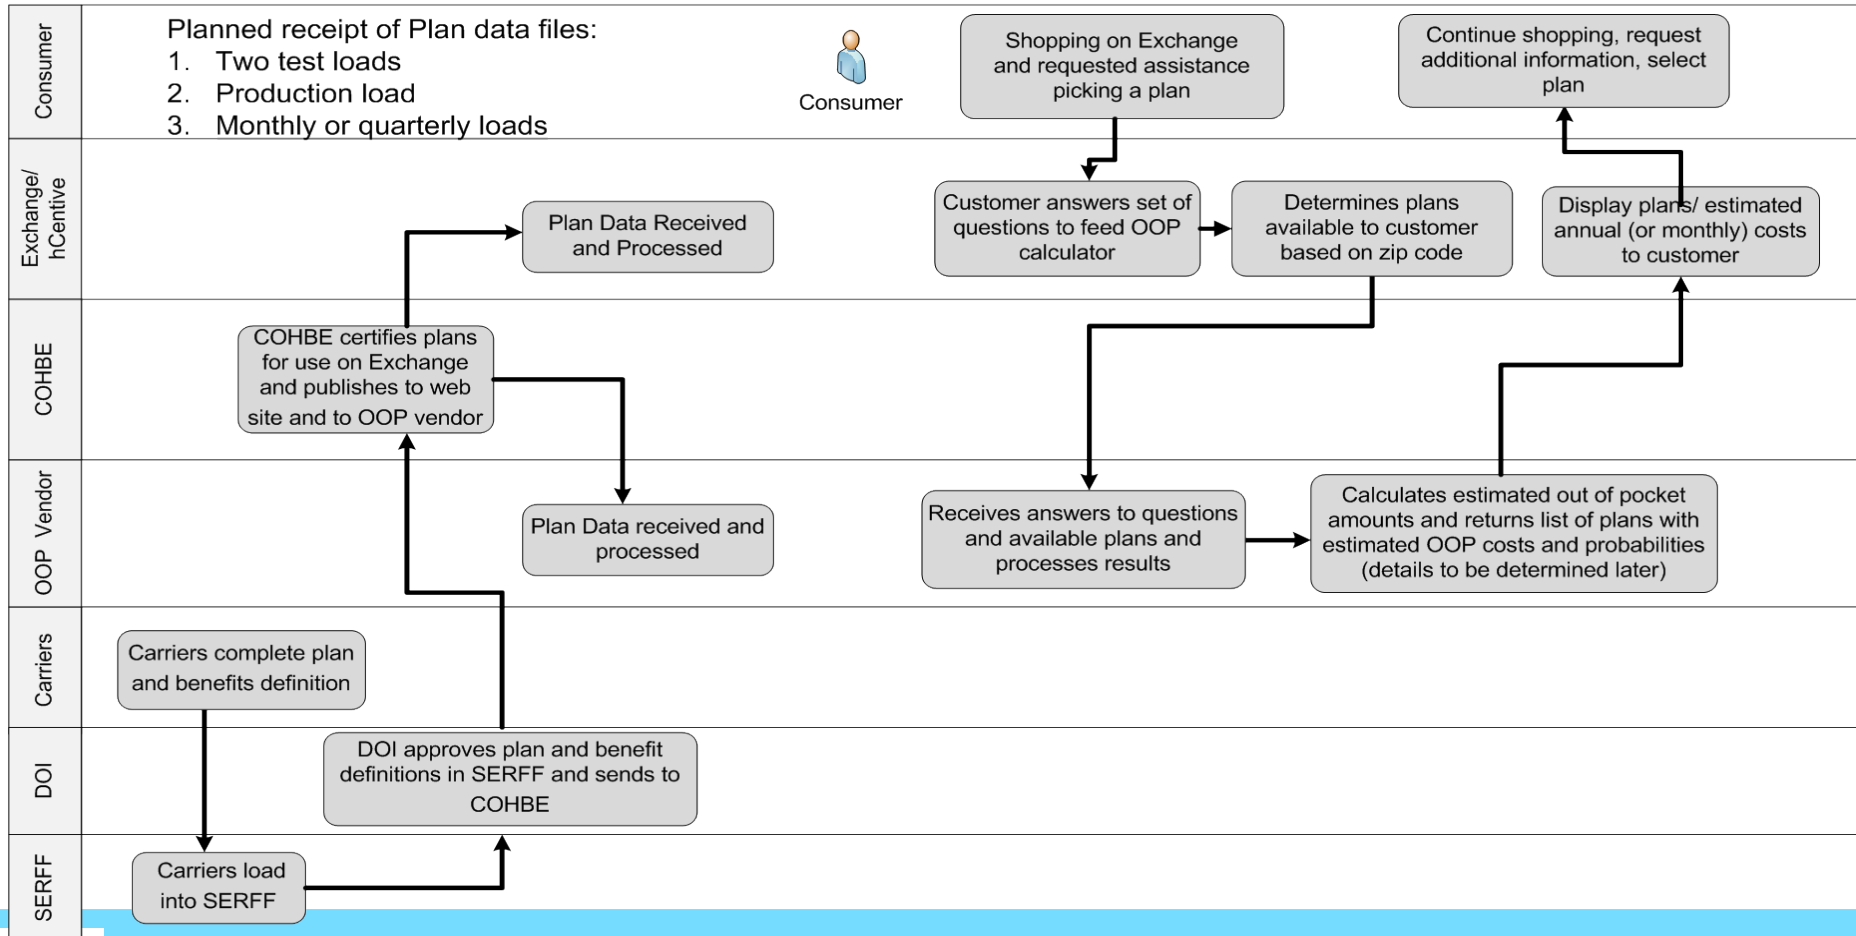 Consumer
Planned receipt of Plan data files:
1. Two test loads
2. Production load
3. Monthly or quarterly loads
Consumer
Shopping on Exchange
and requested assistance
picking a plan
Continue shopping, request
additional information, select
plan
Exchange/
hCentive
Plan Data Received
and Processed
Customer answers set of
questions to feed OOP
calculator
Determines plans
available to customer
based on zip code
Display plans/ estimated
annual (or monthly) costs
to customer
COHBE
COHBE certifies plans
for use on Exchange
and publishes to web
site and to OOP vendor
OOP Vendor
Plan Data received and
processed
Receives answers to questions
and available plans and
processes results
Calculates estimated out of pocket
amounts and returns list of plans with
estimated OOP costs and probabilities
(details to be determined later)
Carriers
Carriers complete plan
and benefits definition
DOI
DOI approves plan and benefit
definitions in SERFF and sends to
COHBE
SERFF
Carriers load
into SERFF